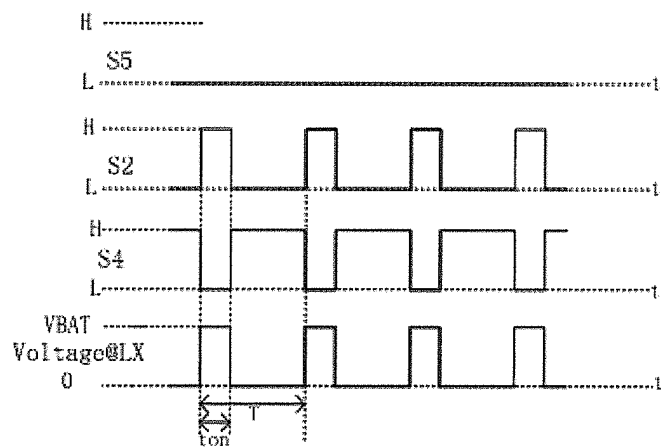 H
S5
L t
H
S2
L t
H
S4
L t
VBAT
Voltage@LX
0 t
T
ton